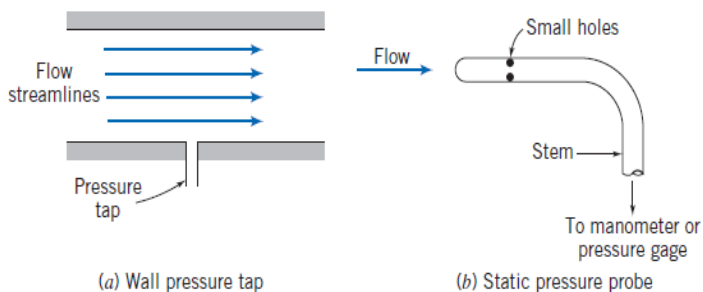 Flow
streamlines
Pressure
tap
(a) Wall pressure tap
Flow
Small holes
Stem
To manometer or
pressure gage
(b) Static pressure probe